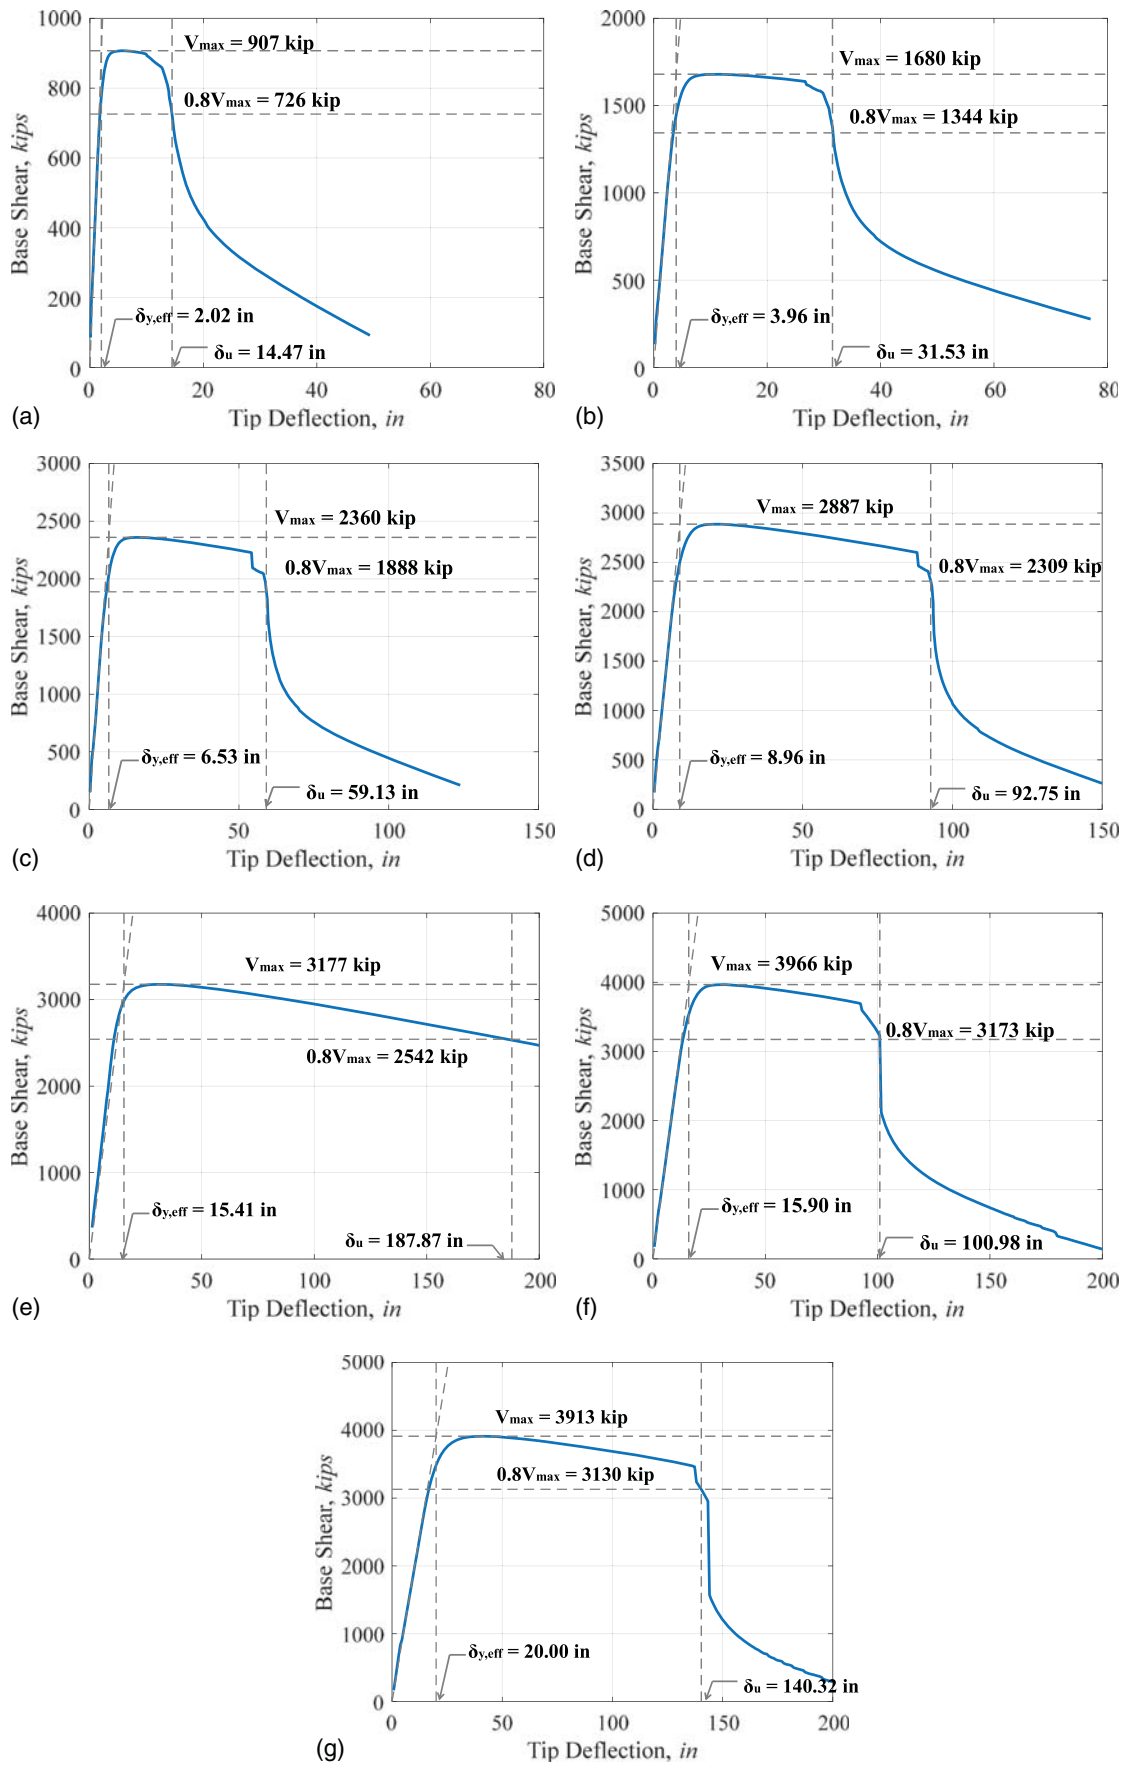 1000
800
600
400
200
0
Base Shear, kips
Vmax = 907 kip
0.8Vmax = 726 kip
δy,eff = 2.02 in
δu = 14.47 in
0 20 40 60 80
Tip Deflection, in
(a)
2000
1500
1000
500
0
Base Shear, kips
Vmax = 1680 kip
0.8Vmax = 1344 kip
δy,eff = 3.96 in
δu = 31.53 in
0 20 40 60 80
Tip Deflection, in
(b)
3000
2500
2000
1500
1000
500
0
Base Shear, kips
Vmax = 2360 kip
0.8Vmax = 1888 kip
δy,eff = 6.53 in
δu = 59.13 in
0 50 100 150
Tip Deflection, in
(c)
3500
3000
2500
2000
1500
1000
500
0
Base Shear, kips
Vmax = 2887 kip
0.8Vmax = 2309 kip
δy,eff = 8.96 in
δu = 92.75 in
0 50 100 150
Tip Deflection, in
(d)
4000
3000
2000
1000
0
Base Shear, kips
Vmax = 3177 kip
0.8Vmax = 2542 kip
δy,eff = 15.41 in
δu = 187.87 in
0 50 100 150 200
Tip Deflection, in
(e)
5000
4000
3000
2000
1000
0
Base Shear, kips
Vmax = 3966 kip
0.8Vmax = 3173 kip
δy,eff = 15.90 in
δu = 100.98 in
0 50 100 150 200
Tip Deflection, in
(f)
5000
4000
3000
2000
1000
0
Base Shear, kips
Vmax = 3913 kip
0.8Vmax = 3130 kip
δy,eff = 20.00 in
δu = 140.32 in
0 50 100 150 200
Tip Deflection, in
(g)